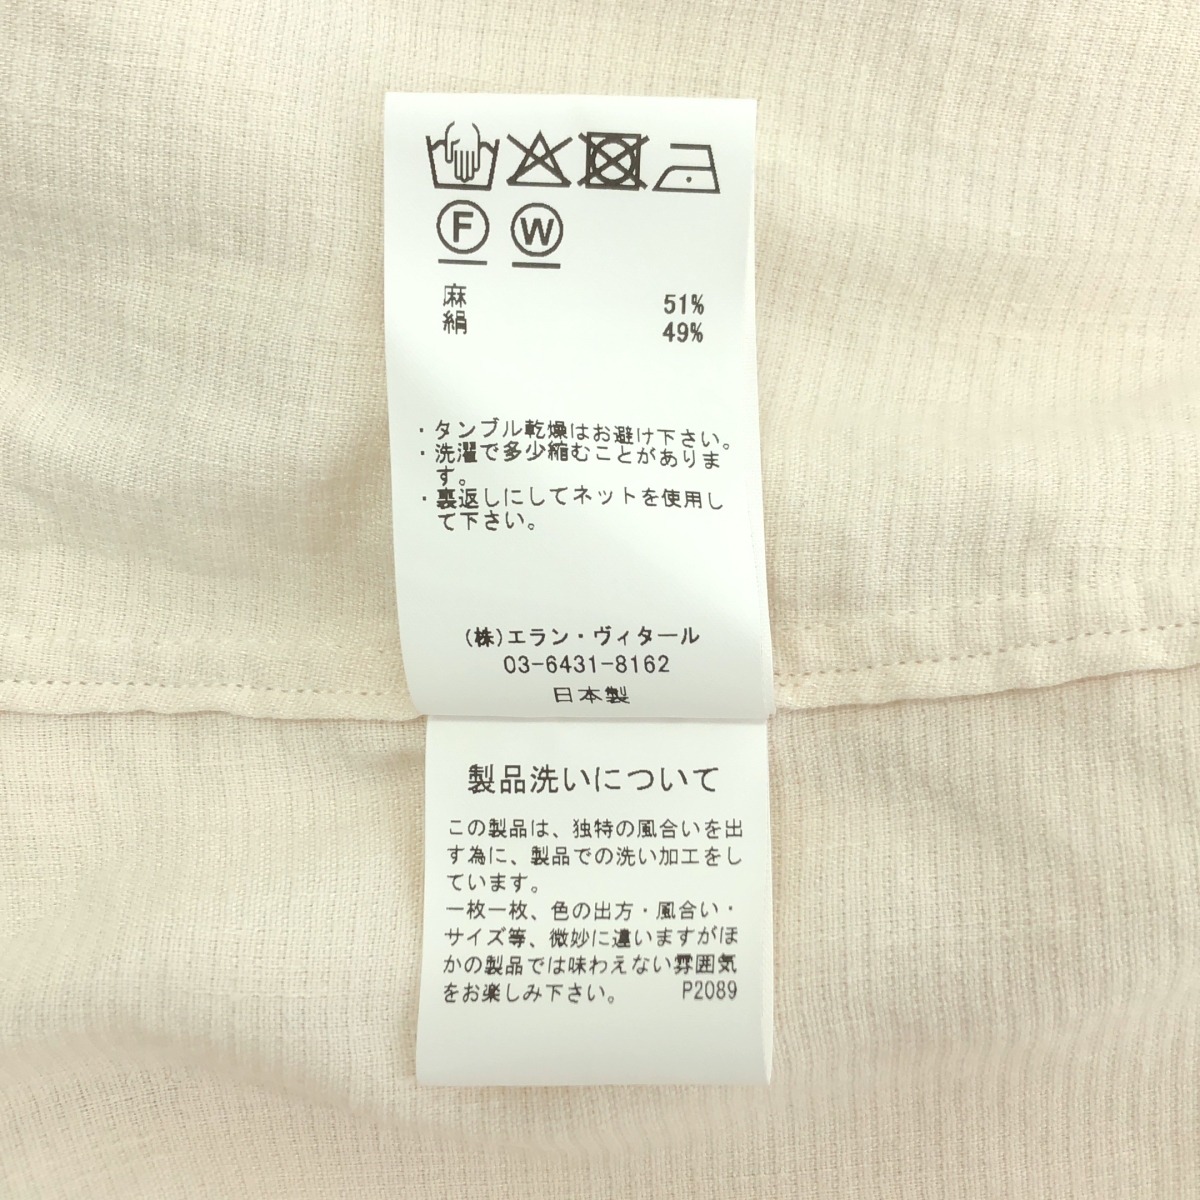 F W
麻 51%
絹 49%
・タンブル乾燥はお避け下さい。
・洗濯で多少縮むことがありま
す。
・裏返しにしてネットを使用し
て下さい。
(株)エラン・ヴィタール
03-6431-8162
日本製
製品洗いについて
この製品は、独特の風合いを出
す為に、製品での洗い加工をし
ています。
一枚一枚、色の出方・風合い・
サイズ等、微妙に違いますがほ
かの製品では味わえない雰囲気
をお楽しみ下さい。 P2089